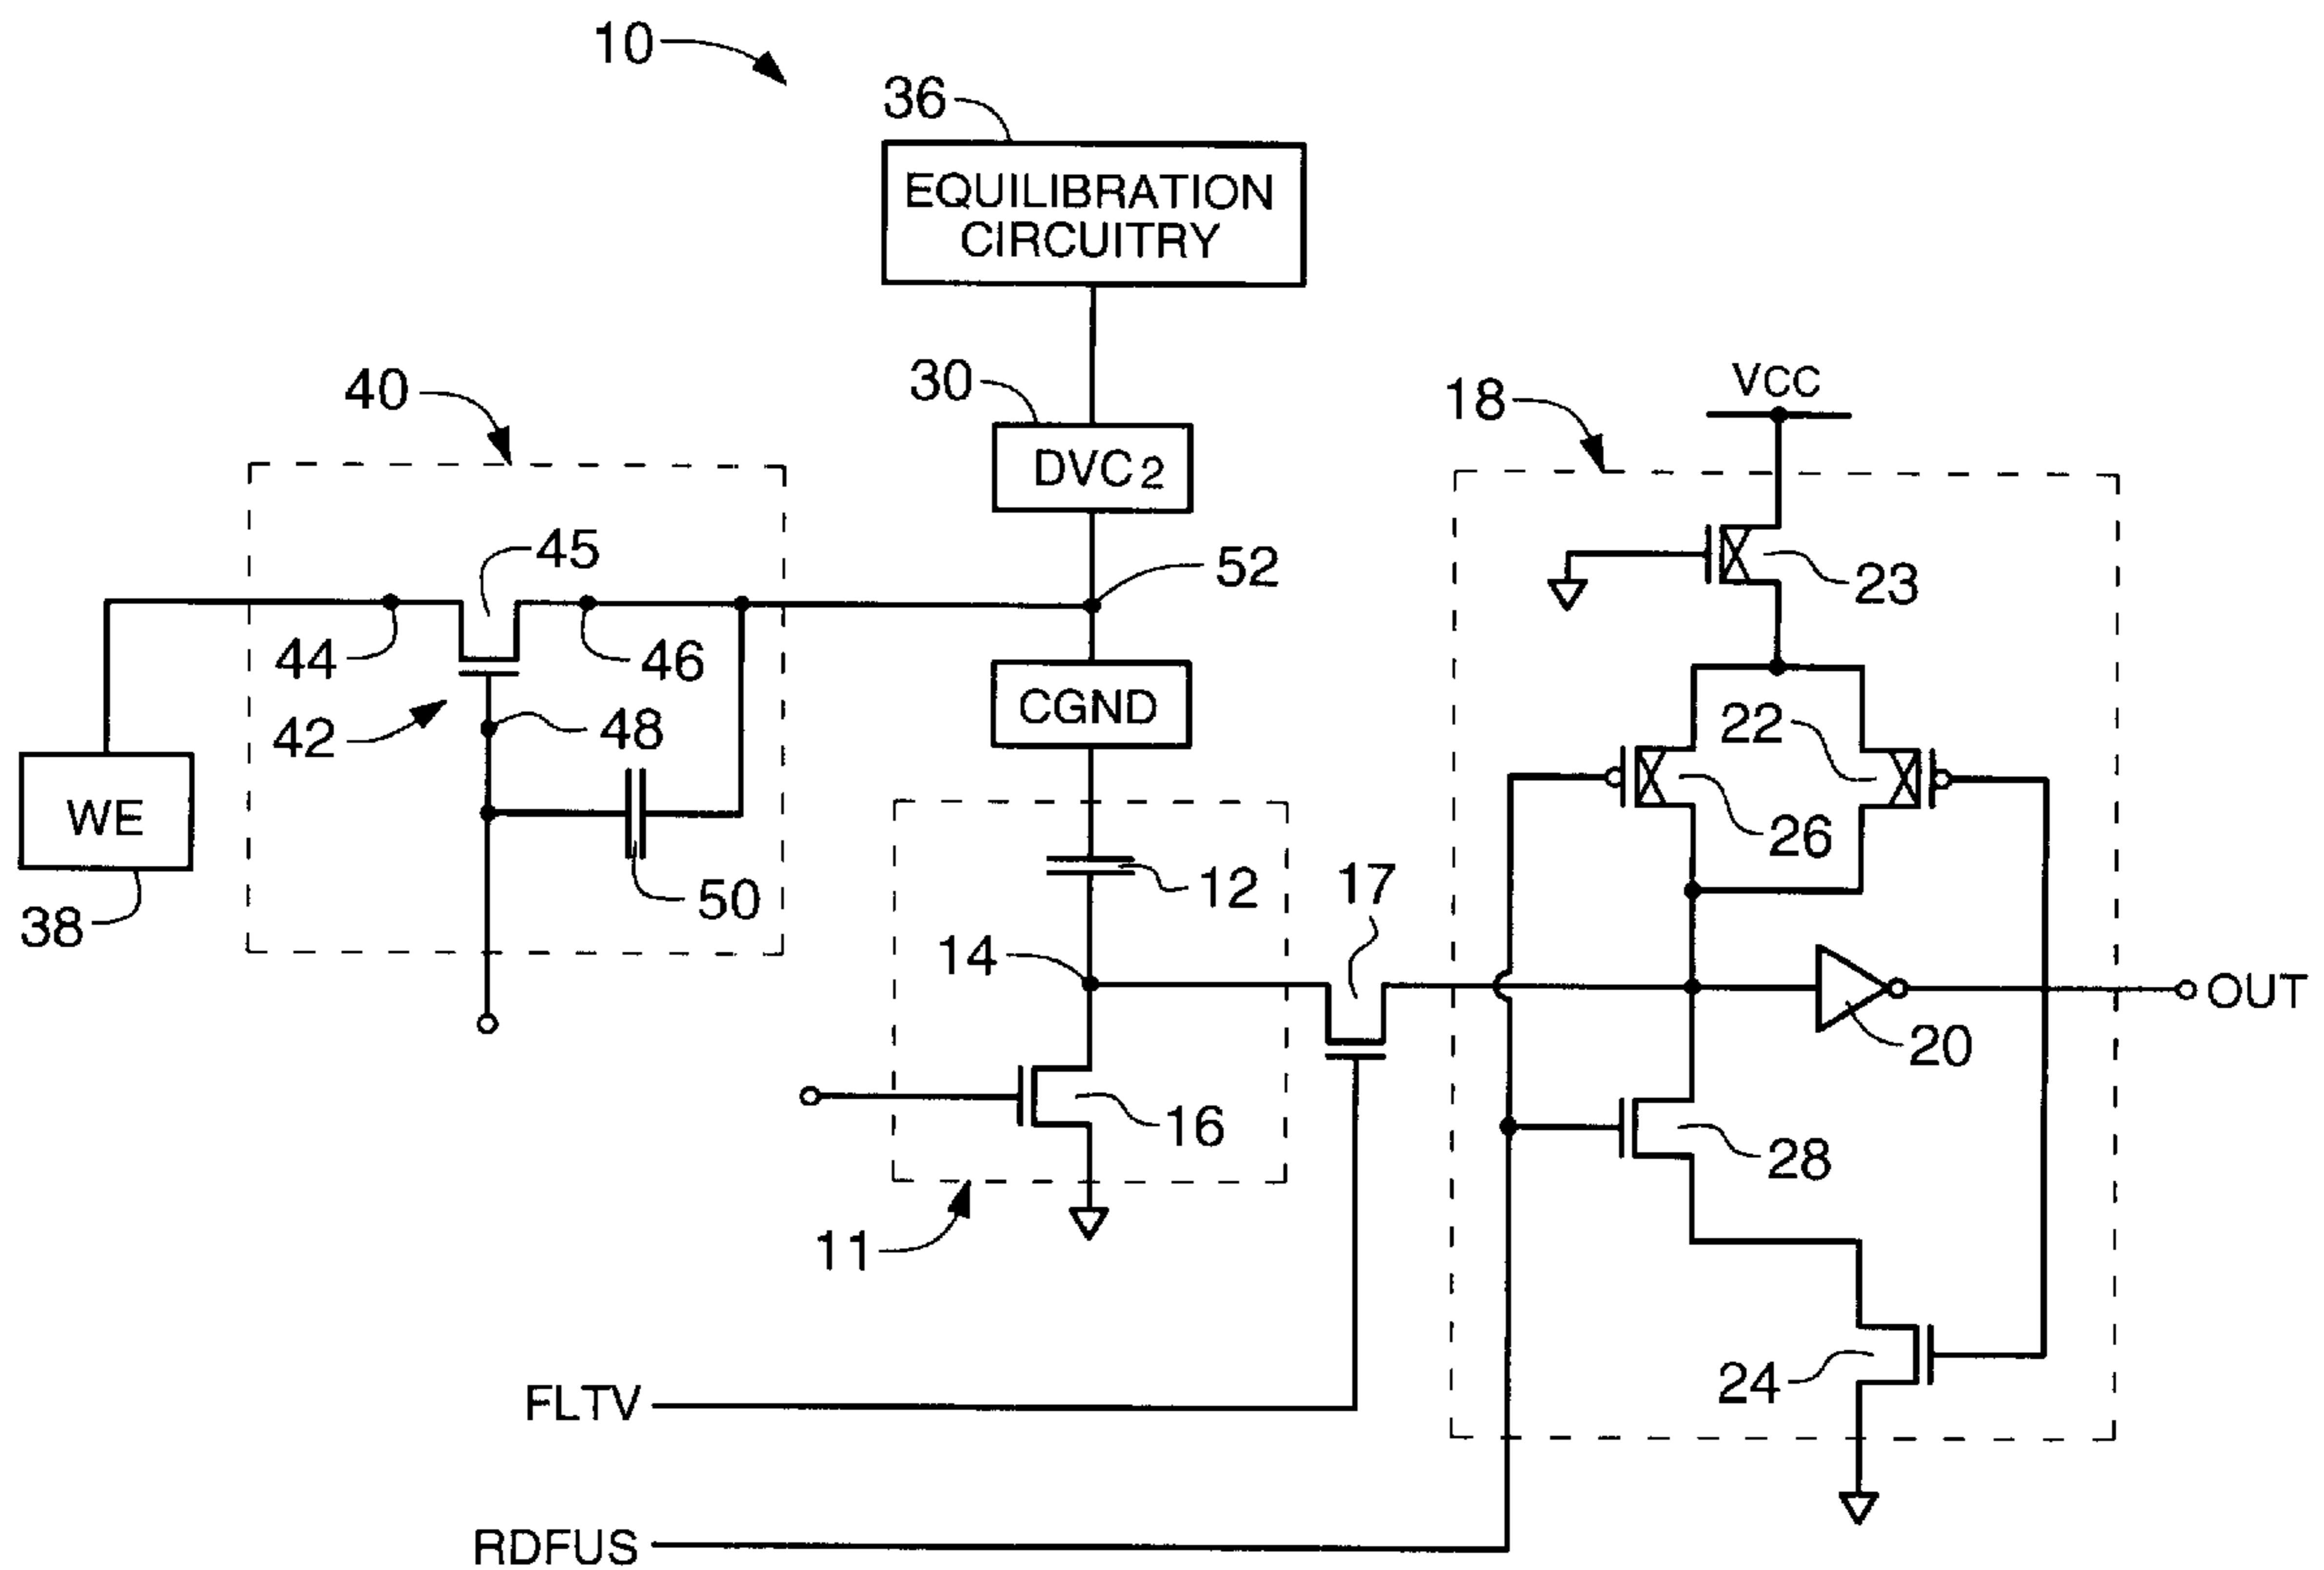 10
36
EQUILIBRATION
CIRCUITRY
30
DVC2
40
18
VCC
45
52
23
44
46
42
48
CGND
22
WE
26
38
50
12
17
14
20
OUT
16
28
11
24
FLTV
RDFUS